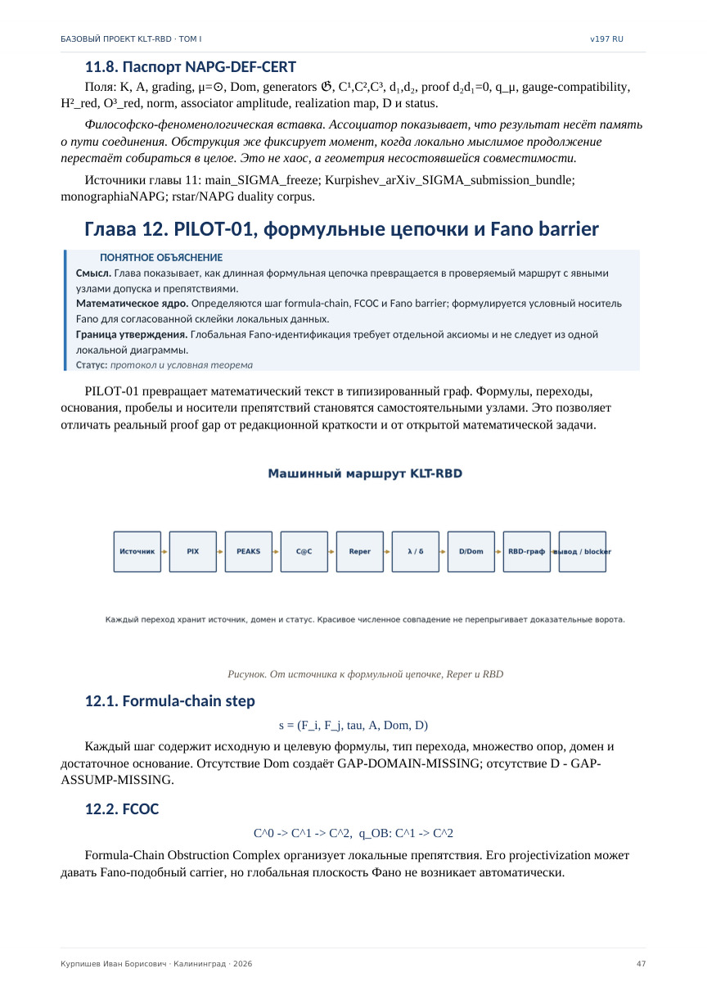 БАЗОВЫЙ ПРОЕКТ KLT-RBD · ТОМ I
v197 RU
11.8. Паспорт NAPG-DEF-CERT
Поля: K, A, grading, μ=⊙, Dom, generators 𝕲, C¹,C²,C³, d₁,d₂, proof d₂d₁=0, q_μ, gauge-compatibility,
H²_red, O³_red, norm, associator amplitude, realization map, D и status.
Философско-феноменологическая вставка. Ассоциатор показывает, что результат несёт память
о пути соединения. Обструкция же фиксирует момент, когда локально мыслимое продолжение
перестаёт собираться в целое. Это не хаос, а геометрия несостоявшейся совместимости.
Источники главы 11: main_SIGMA_freeze; Kurpishev_arXiv_SIGMA_submission_bundle;
monographiaNAPG; rstar/NAPG duality corpus.
Глава 12. PILOT-01, формульные цепочки и Fano barrier
ПОНЯТНОЕ ОБЪЯСНЕНИЕ
Смысл. Глава показывает, как длинная формульная цепочка превращается в проверяемый маршрут с явными
узлами допуска и препятствиями.
Математическое ядро. Определяются шаг formula-chain, FCOC и Fano barrier; формулируется условный носитель
Fano для согласованной склейки локальных данных.
Граница утверждения. Глобальная Fano-идентификация требует отдельной аксиомы и не следует из одной
локальной диаграммы.
Статус: протокол и условная теорема
PILOT-01 превращает математический текст в типизированный граф. Формулы, переходы,
основания, пробелы и носители препятствий становятся самостоятельными узлами. Это позволяет
отличать реальный proof gap от редакционной краткости и от открытой математической задачи.
Машинный маршрут KLT-RBD
Источник PIX PEAKS C@C Reper λ / δ D/Dom RBD-граф вывод / blocker
Каждый переход хранит источник, домен и статус. Красивое численное совпадение не перепрыгивает доказательные ворота.
Рисунок. От источника к формульной цепочке, Reper и RBD
12.1. Formula-chain step
s = (F_i, F_j, tau, A, Dom, D)
Каждый шаг содержит исходную и целевую формулы, тип перехода, множество опор, домен и
достаточное основание. Отсутствие Dom создаёт GAP-DOMAIN-MISSING; отсутствие D - GAP-
ASSUMP-MISSING.
12.2. FCOC
C^0 -> C^1 -> C^2, q_OB: C^1 -> C^2
Formula-Chain Obstruction Complex организует локальные препятствия. Его projectivization может
давать Fano-подобный carrier, но глобальная плоскость Фано не возникает автоматически.
Курпишев Иван Борисович · Калининград · 2026
47